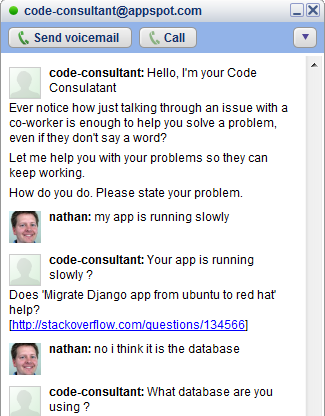 code-consultant@appspot.com
Send voicemail
Call
code-consultant: Hello, I'm your Code
Consulatant
Ever notice how just talking through an issue with a
co-worker is enough to help you solve a problem,
even if they don't say a word?
Let me help you with your problems so they can
keep working.
How do you do. Please state your problem.
nathan: my app is running slowly
code-consultant: Your app is running
slowly ?
Does 'Migrate Django app from ubuntu to red hat'
help?
[http://stackoverflow.com/questions/134566]
nathan: no i think it is the database
code-consultant: What database are you
using ?